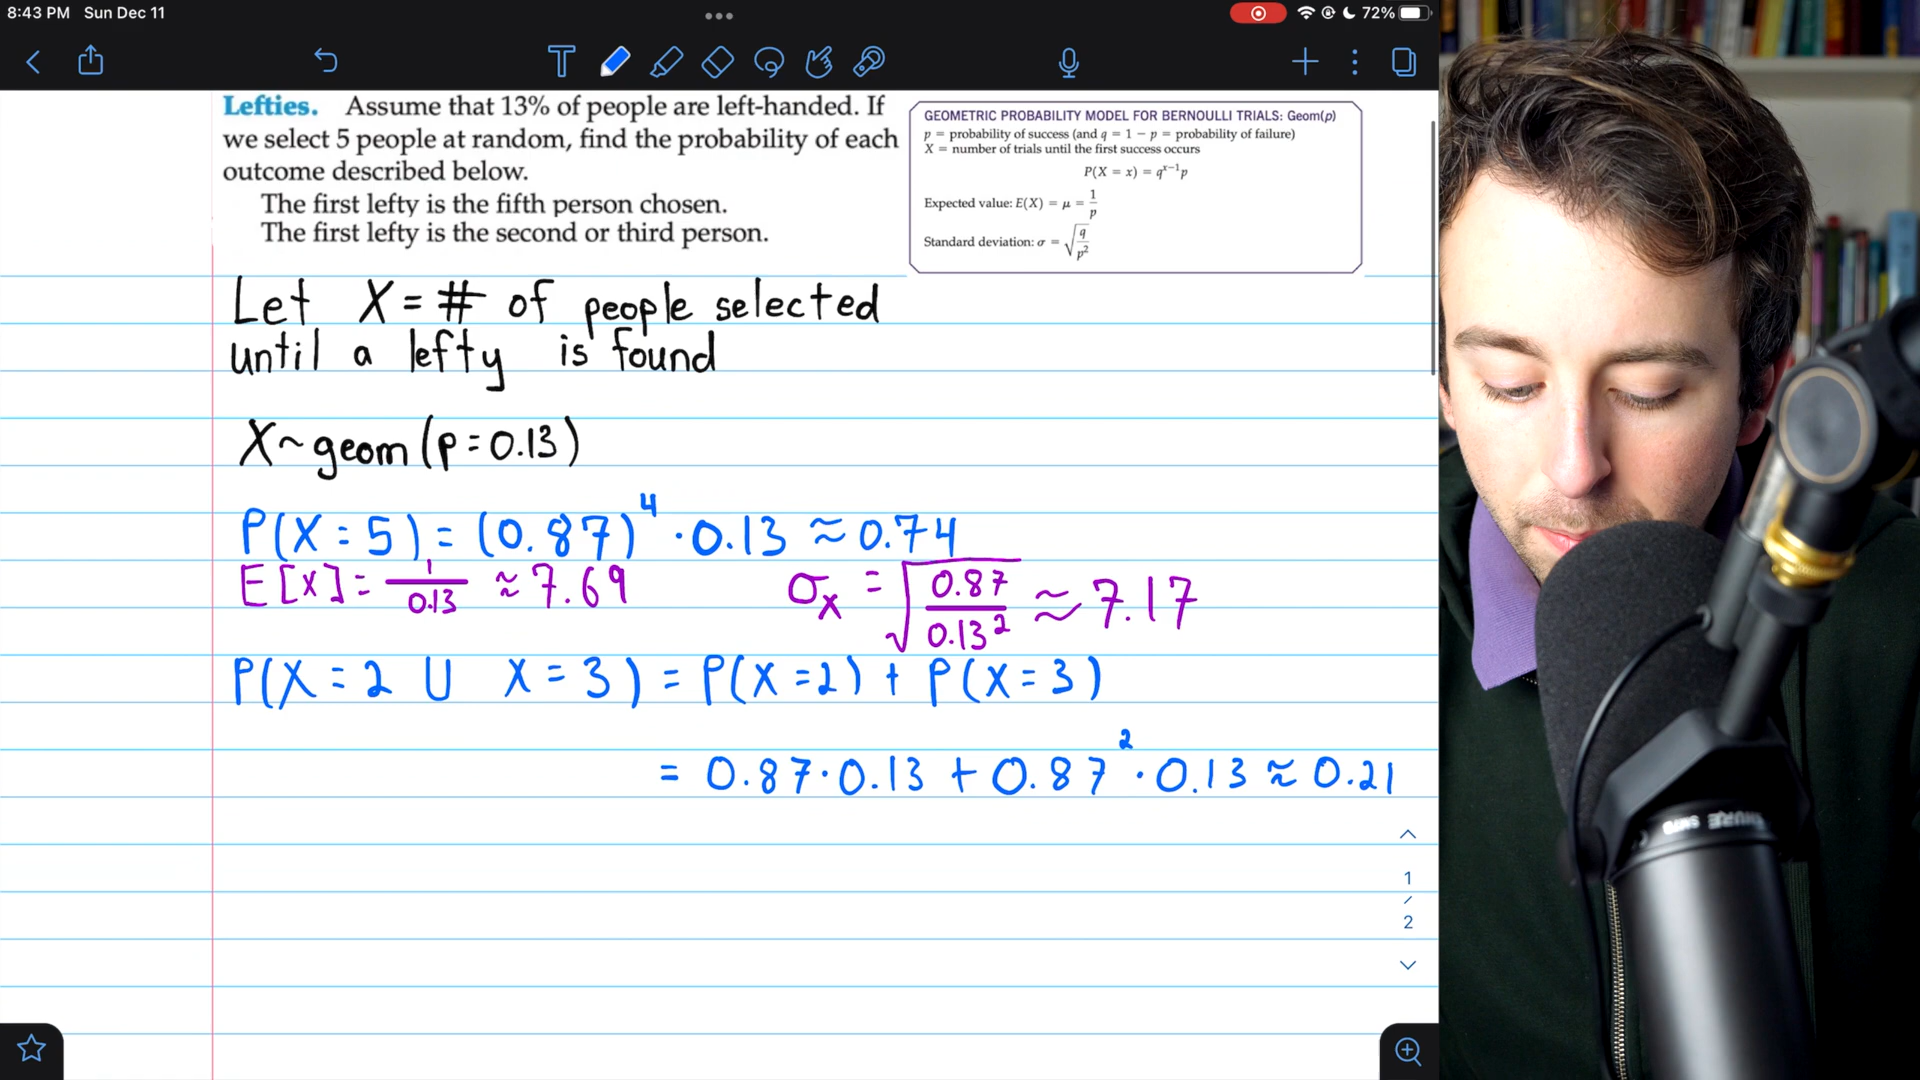 8:43 PM Sun Dec 11
72%
Lefties. Assume that 13% of people are left-handed. If
we select 5 people at random, find the probability of each
outcome described below.
The first lefty is the fifth person chosen.
The first lefty is the second or third person.
GEOMETRIC PROBABILITY MODEL FOR BERNOULLI TRIALS: Geom(p)
p = probability of success (and q = 1 − p = probability of failure)
X = number of trials until the first success occurs
P(X = x) = qˣ⁻¹p
Expected value: E(X) = μ = 1/p
Standard deviation: σ = √(q/p²)
Let X = # of people selected
until a lefty is found
X ~ geom(p = 0.13)
P(X = 5) = (0.87)⁴ · 0.13 ≈ 0.74
E[X] = 1/0.13 ≈ 7.69 σₓ = √(0.87/0.13²) ≈ 7.17
P(X = 2 ∪ X = 3) = P(X = 2) + P(X = 3)
= 0.87 · 0.13 + 0.87² · 0.13 ≈ 0.21
1
/
2